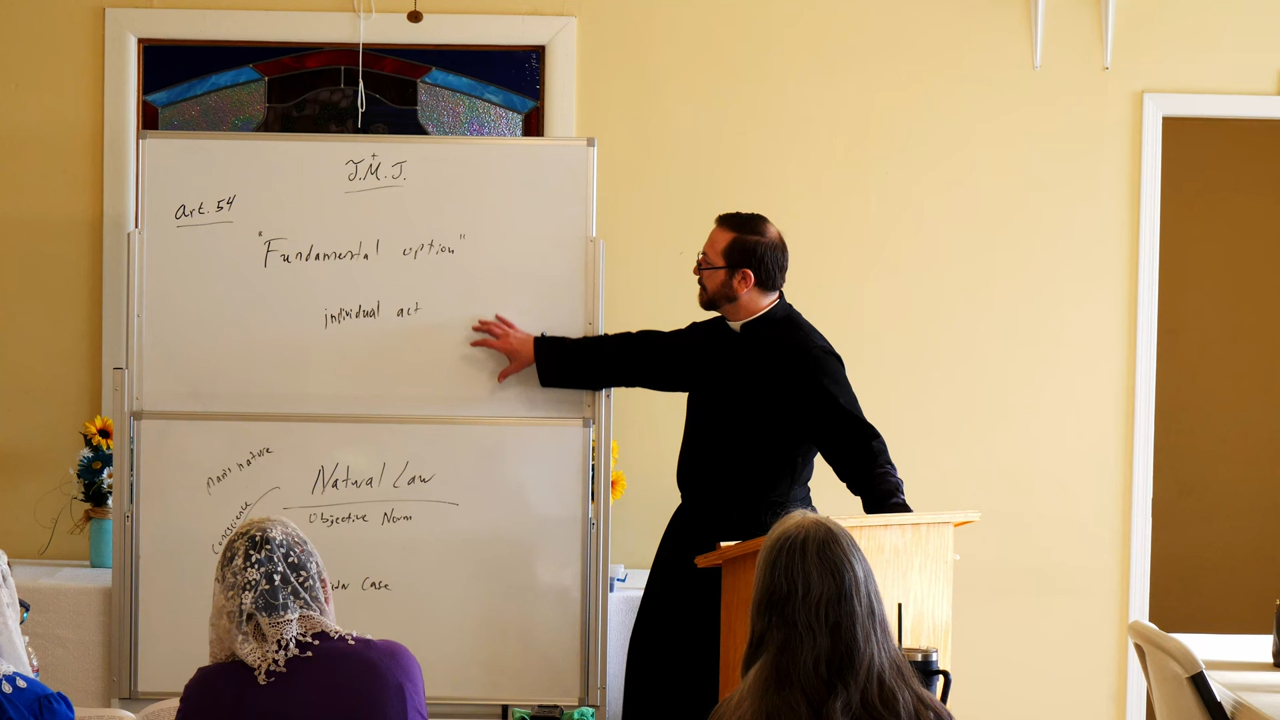 J.M.J.
Art. 54
"Fundamental option"
individual act
Man's nature
Natural Law
Conscience
Objective Norm
Case